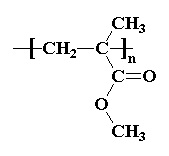 CH₃
[ CH₂ C ]n
C=O
O
CH₃